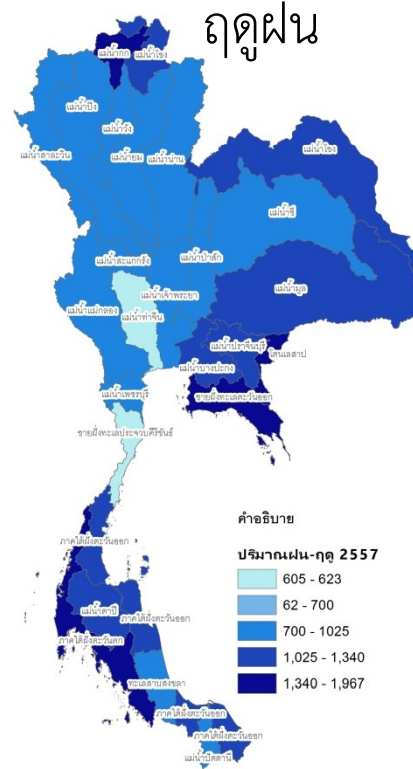 ฤดูฝน
แม่น้ำกก
แม่น้ำโขง
แม่น้ำปิง
แม่น้ำวัง
แม่น้ำสาละวิน
แม่น้ำยม
แม่น้ำน่าน
แม่น้ำโขง
แม่น้ำชี
แม่น้ำสะแกกรัง
แม่น้ำป่าสัก
แม่น้ำมูล
แม่น้ำเจ้าพระยา
แม่น้ำแม่กลอง
แม่น้ำท่าจีน
แม่น้ำปราจีนบุรี
โตนเลสาป
แม่น้ำบางปะกง
แม่น้ำเพชรบุรี
ชายฝั่งทะเลตะวันออก
ชายฝั่งทะเลประจวบคีรีขันธ์
ภาคใต้ฝั่งตะวันออก
แม่น้ำตาปี
ภาคใต้ฝั่งตะวันออก
ภาคใต้ฝั่งตะวันตก
ทะเลสาบสงขลา
ภาคใต้ฝั่งตะวันออก
ภาคใต้ฝั่งตะวันออก
แม่น้ำปัตตานี
คำอธิบาย
ปริมาณฝน-ฤดู 2557
605 - 623
62 - 700
700 - 1025
1,025 - 1,340
1,340 - 1,967